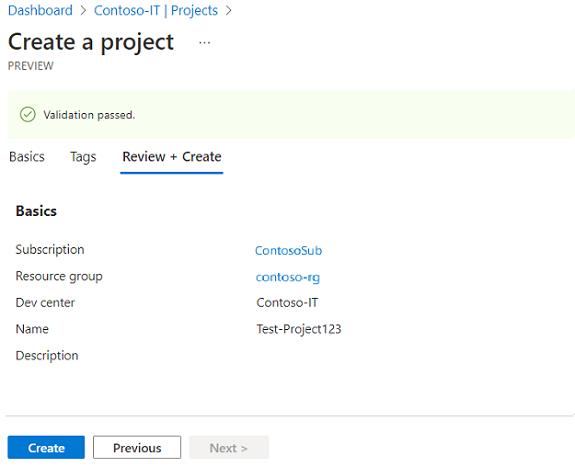 Dashboard > Contoso-IT | Projects >
Create a project ...
PREVIEW
Validation passed.
Basics Tags Review + Create
Basics
Subscription ContosoSub
Resource group contoso-rg
Dev center Contoso-IT
Name Test-Project123
Description
Create Previous Next >